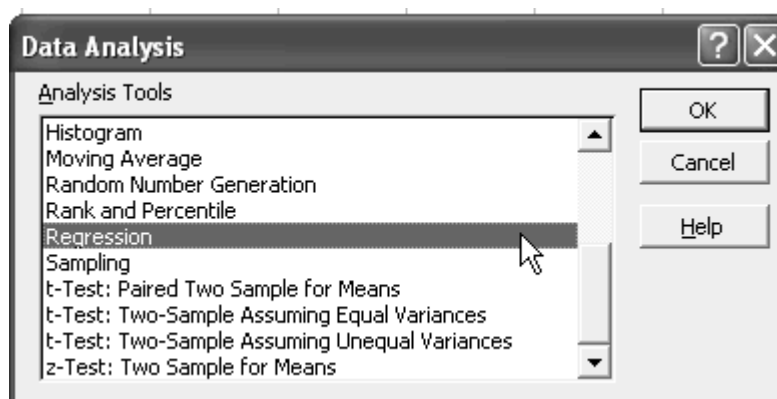 Data Analysis
Analysis Tools
Histogram
Moving Average
Random Number Generation
Rank and Percentile
Regression
Sampling
t-Test: Paired Two Sample for Means
t-Test: Two-Sample Assuming Equal Variances
t-Test: Two-Sample Assuming Unequal Variances
z-Test: Two Sample for Means
OK
Cancel
Help